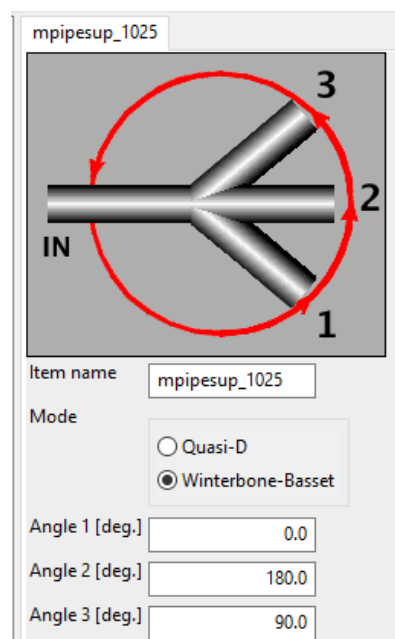 mpipesup_1025
3
2
IN
1
Item name
mpipesup_1025
Mode
Quasi-D
Winterbone-Basset
Angle 1 [deg.]
0.0
Angle 2 [deg.]
180.0
Angle 3 [deg.]
90.0